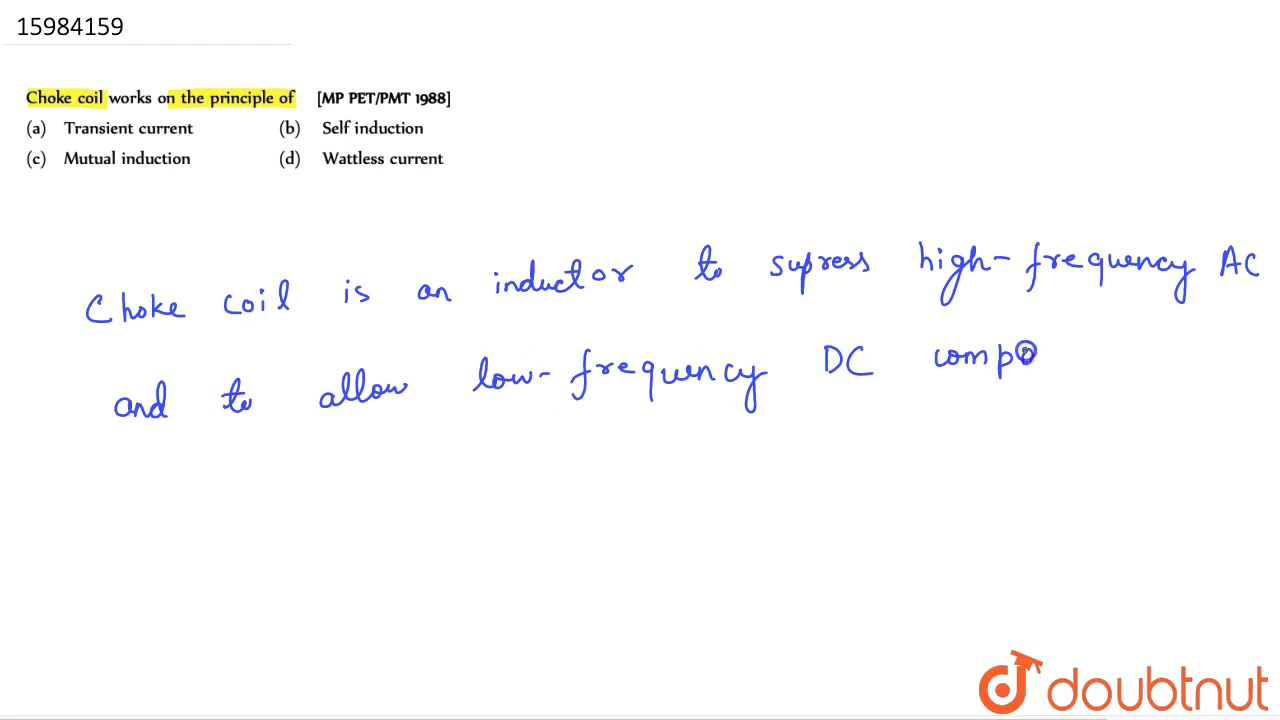 15984159
Choke coil works on the principle of [MP PET/PMT 1988]
(a) Transient current (b) Self induction
(c) Mutual induction (d) Wattless current
Choke coil is an inductor to supress high-frequency AC
and to allow low-frequency DC compo
doubtnut